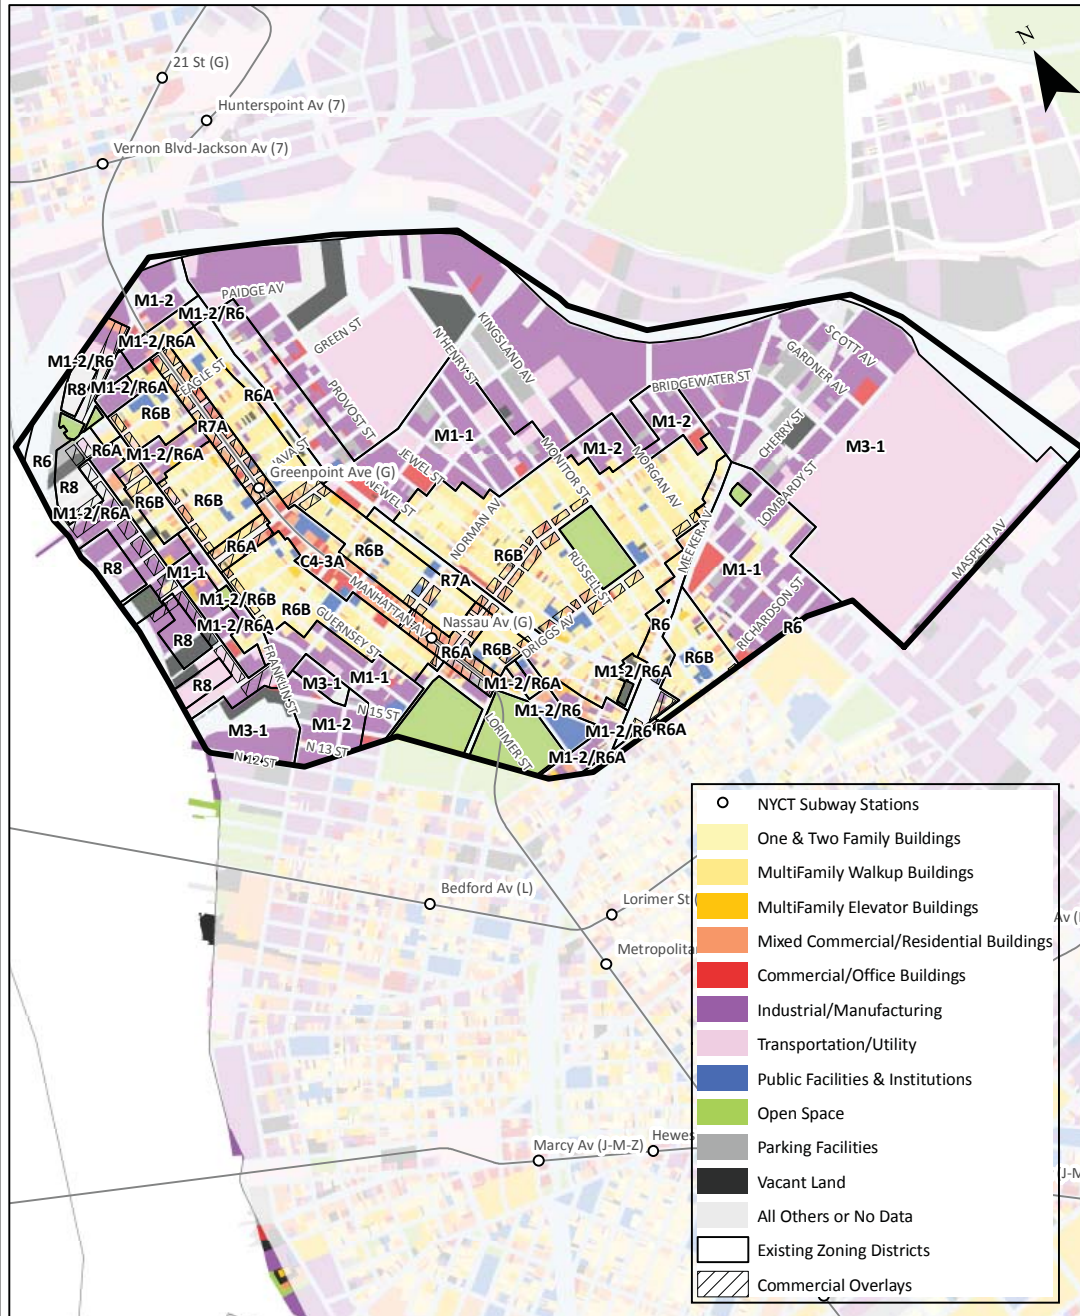 N
21 St (G)
Hunterspoint Av (7)
Vernon Blvd-Jackson Av (7)
PAIDGE AV
M1-2
M1-2/R6
GREEN ST
N HENRY ST
KINGSLAND AV
SCOTT AV
GARDNER AV
M1-2/R6A
M1-2/R6
EAGLE ST
BRIDGEWATER ST
R8
M1-2/R6A
R6A
PROVOST ST
R6B
CHERRY ST
M1-2
R7A
M1-1
M1-2
MORGAN AV
M3-1
R6A
M1-2/R6A
JAVA ST
JEWEL ST
MONITOR ST
R6
Greenpoint Ave (G)
LOMBARDY ST
R8
NEWEL ST
R6B
R6B
M1-2/R6A
NORMAN AV
MEEKER AV
R6A
R6B
R6B
C4-3A
R8
M1-1
R7A
RUSSELL ST
M1-1
MASPETH AV
MANHATTAN AV
M1-2/R6B
R6B
RICHARDSON ST
M1-2/R6A
GUERNSEY ST
Nassau Av (G)
DRIGGS AV
R6
R6
R8
R6A
R6B
R6B
FRANKLIN ST
M1-2/R6A
R8
M3-1
M1-1
M1-2/R6A
N 15 ST
M1-2/R6
M3-1
M1-2
LORIMER ST
M1-2/R6
R6A
N 12 ST
N 13 ST
M1-2/R6A
Bedford Av (L)
Lorimer St (
Metropolita
Av (
Marcy Av (J-M-Z)
Hewes
(J-M
NYCT Subway Stations
One & Two Family Buildings
MultiFamily Walkup Buildings
MultiFamily Elevator Buildings
Mixed Commercial/Residential Buildings
Commercial/Office Buildings
Industrial/Manufacturing
Transportation/Utility
Public Facilities & Institutions
Open Space
Parking Facilities
Vacant Land
All Others or No Data
Existing Zoning Districts
Commercial Overlays